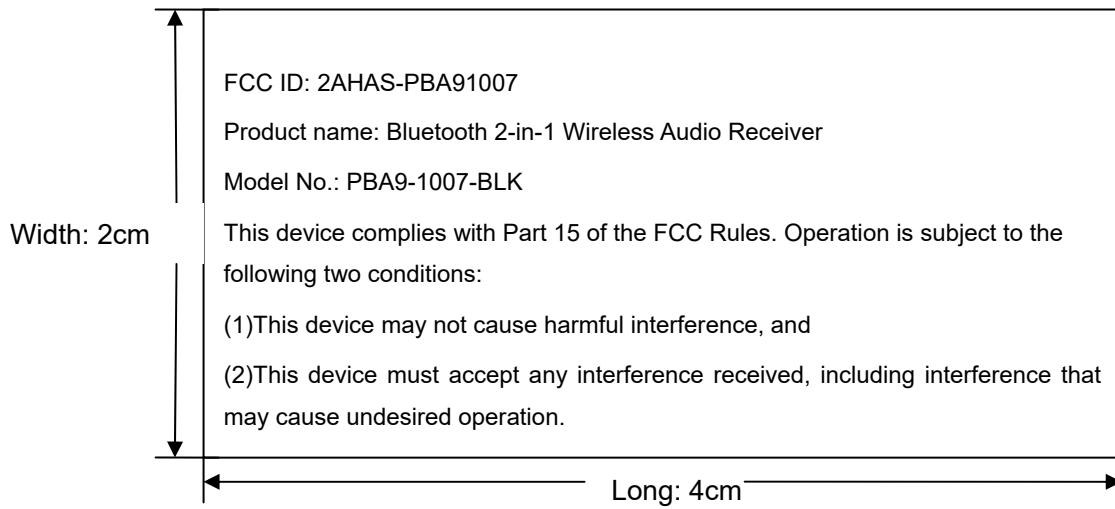 FCC ID: 2AHAS-PBA91007
Product name: Bluetooth 2-in-1 Wireless Audio Receiver
Model No.: PBA9-1007-BLK
Width: 2cm
This device complies with Part 15 of the FCC Rules. Operation is subject to the
following two conditions:
(1)This device may not cause harmful interference, and
(2)This device must accept any interference received, including interference that
may cause undesired operation.
Long: 4cm